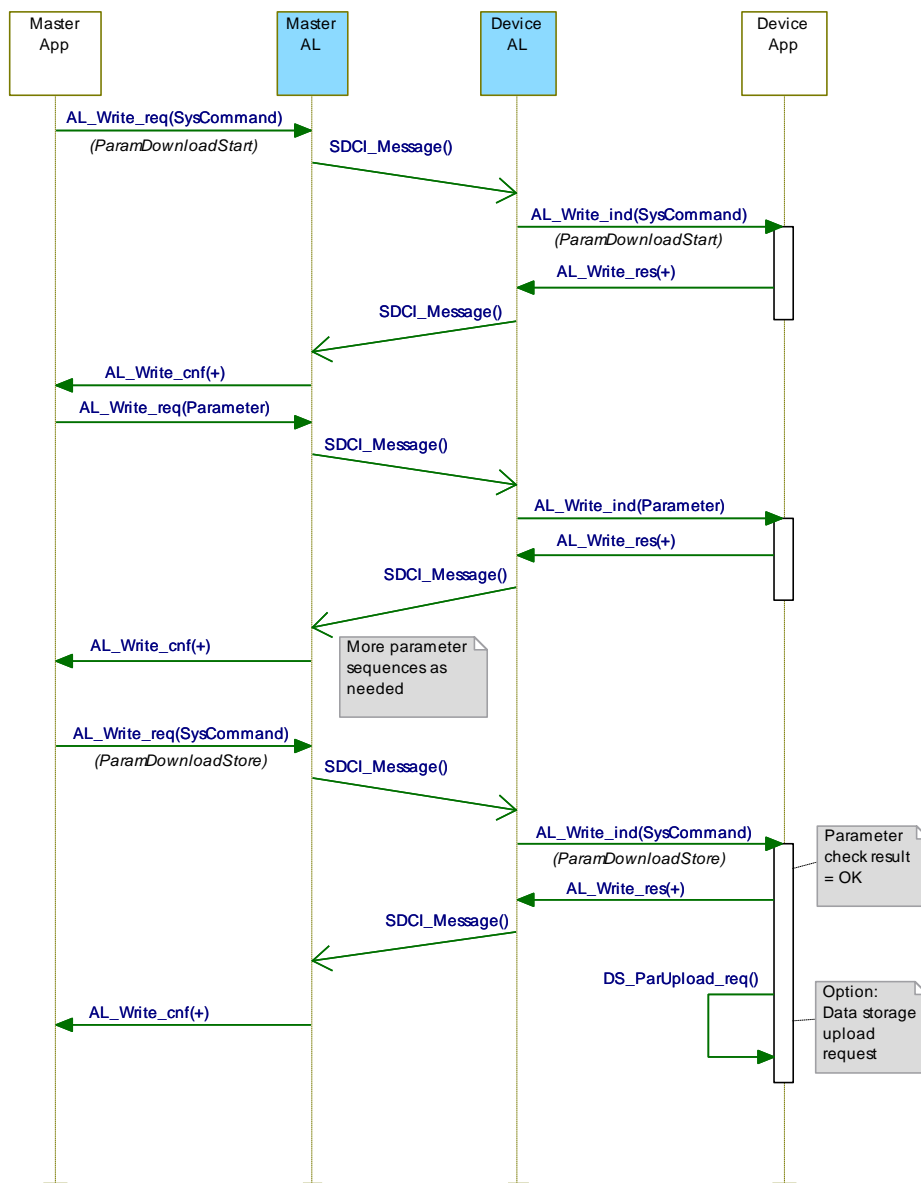 Master
App
Master
AL
Device
AL
Device
App
AL_Write_req(SysCommand)
(ParamDownloadStart)
SDCI_Message()
AL_Write_ind(SysCommand)
(ParamDownloadStart)
AL_Write_res(+)
SDCI_Message()
AL_Write_cnf(+)
AL_Write_req(Parameter)
SDCI_Message()
AL_Write_ind(Parameter)
AL_Write_res(+)
SDCI_Message()
AL_Write_cnf(+)
More parameter
sequences as
needed
AL_Write_req(SysCommand)
(ParamDownloadStore)
SDCI_Message()
AL_Write_ind(SysCommand)
(ParamDownloadStore)
Parameter
check result
= OK
AL_Write_res(+)
SDCI_Message()
DS_ParUpload_req()
Option:
Data storage
upload
request
AL_Write_cnf(+)